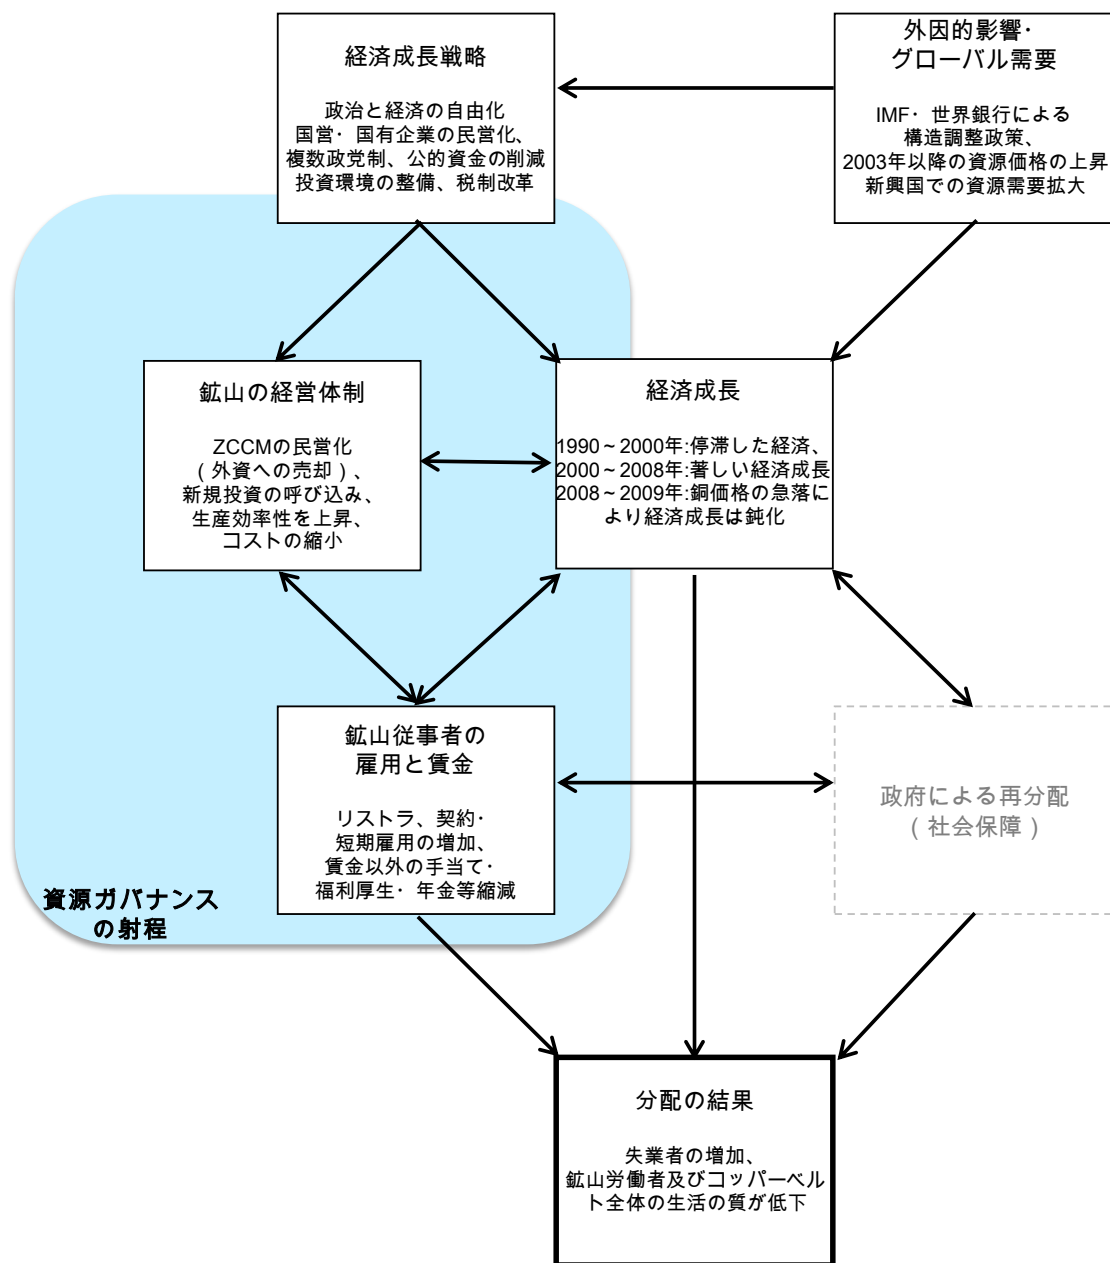 経済成長戦略
政治と経済の自由化
国営・国有企業の民営化、
複数政党制、公的資金の削減
投資環境の整備、税制改革
外因的影響・
グローバル需要
IMF・世界銀行による
構造調整政策、
2003年以降の資源価格の上昇
新興国での資源需要拡大
鉱山の経営体制
ZCCMの民営化
(外資への売却)、
新規投資の呼び込み、
生産効率性を上昇、
コストの縮小
経済成長
1990~2000年:停滞した経済、
2000~2008年:著しい経済成長
2008~2009年:銅価格の急落に
より経済成長は鈍化
鉱山従事者の
雇用と賃金
リストラ、契約・
短期雇用の増加、
賃金以外の手当て・
福利厚生・年金等縮減
政府による再分配
(社会保障)
資源ガバナンス
の射程
分配の結果
失業者の増加、
鉱山労働者及びコッパーベル
ト全体の生活の質が低下